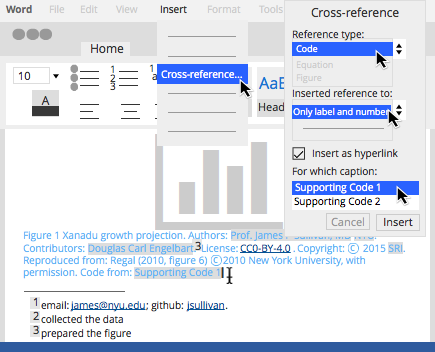 Word File Edit View Insert Format Tools
Home
10
A
1
2
3
1
a
Cross-reference...
AaB
Head
Cross-reference
Reference type:
Code
Equation
Figure
Inserted reference to:
Only label and number
Insert as hyperlink
For which caption:
Supporting Code 1
Supporting Code 2
Cancel Insert
Figure 1 Xanadu growth projection. Authors: Prof. James
Contributors: Douglas Carl Engelbart.3 License: CC0-BY-4.0 . Copyright: © 2015 SRI.
Reproduced from: Regal (2010, figure 6) ©2010 New York University, with
permission. Code from: Supporting Code 1
1 email: james@nyu.edu; github: jsullivan.
2 collected the data
3 prepared the figure